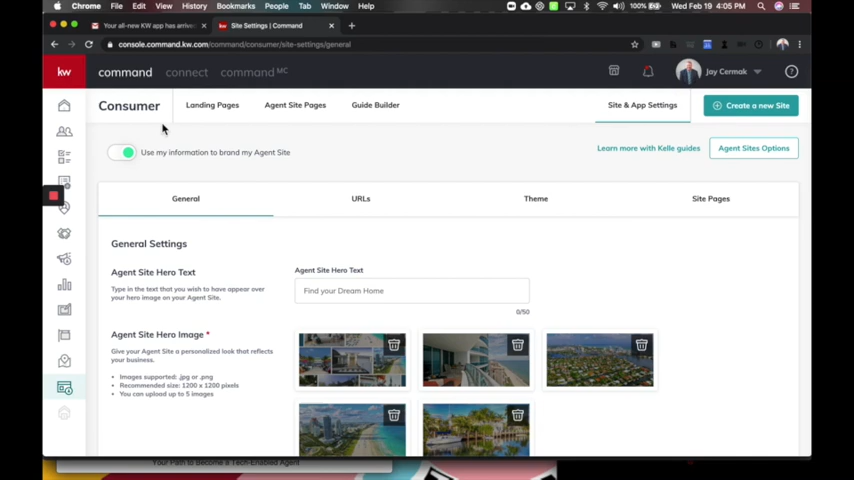 Chrome File Edit View History Bookmarks People Tab Window Help 100% Wed Feb 19 4:05 PM
Your all-new KW app has arrive Site Settings | Command
console.command.kw.com/command/consumer/site-settings/general
kw command connect command MC Jay Cermak
Consumer Landing Pages Agent Site Pages Guide Builder Site & App Settings Create a new Site
Use my information to brand my Agent Site Learn more with Kelle guides Agent Sites Options
General URLs Theme Site Pages
General Settings
Agent Site Hero Text Agent Site Hero Text
Type in the text that you wish to have appear over
your hero image on your Agent Site.
Find your Dream Home
0/50
Agent Site Hero Image *
Give your Agent Site a personalized look that reflects
your business.
• Images supported: .jpg or .png
• Recommended size: 1200 x 1200 pixels
• You can upload up to 5 images
Your Path to Become a Tech-Enabled Agent